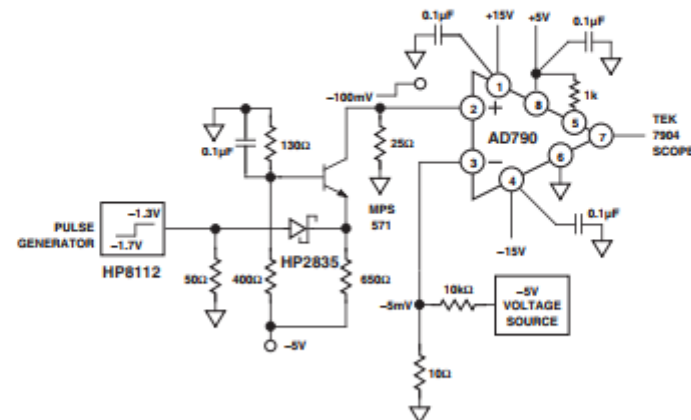 0.1µF
+15V
+5V
0.1µF
–100mV
1
8
1k
5
2
+
AD790
7
TEK
7904
SCOPE
0.1µF
130Ω
25Ω
3
–
6
4
MPS
571
0.1µF
–15V
PULSE
GENERATOR
–1.3V
–1.7V
HP8112
50Ω
400Ω
HP2835
650Ω
–5V
–5mV
10kΩ
–5V
VOLTAGE
SOURCE
10Ω